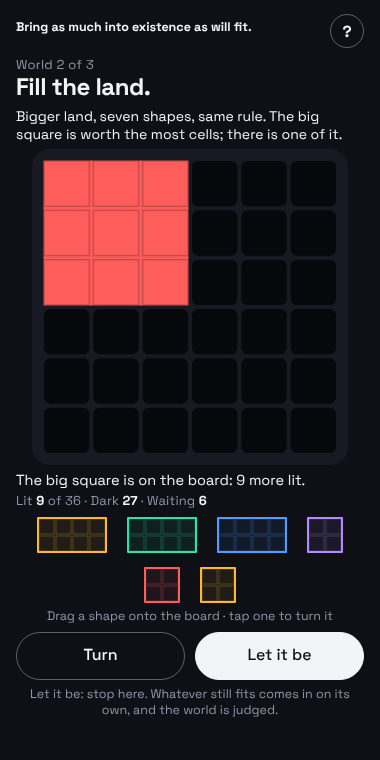 Bring as much into existence as will fit.
?
World 2 of 3
Fill the land.
Bigger land, seven shapes, same rule. The big
square is worth the most cells; there is one of it.
The big square is on the board: 9 more lit.
Lit 9 of 36 · Dark 27 · Waiting 6
Drag a shape onto the board · tap one to turn it
Turn
Let it be
Let it be: stop here. Whatever still fits comes in on its
own, and the world is judged.